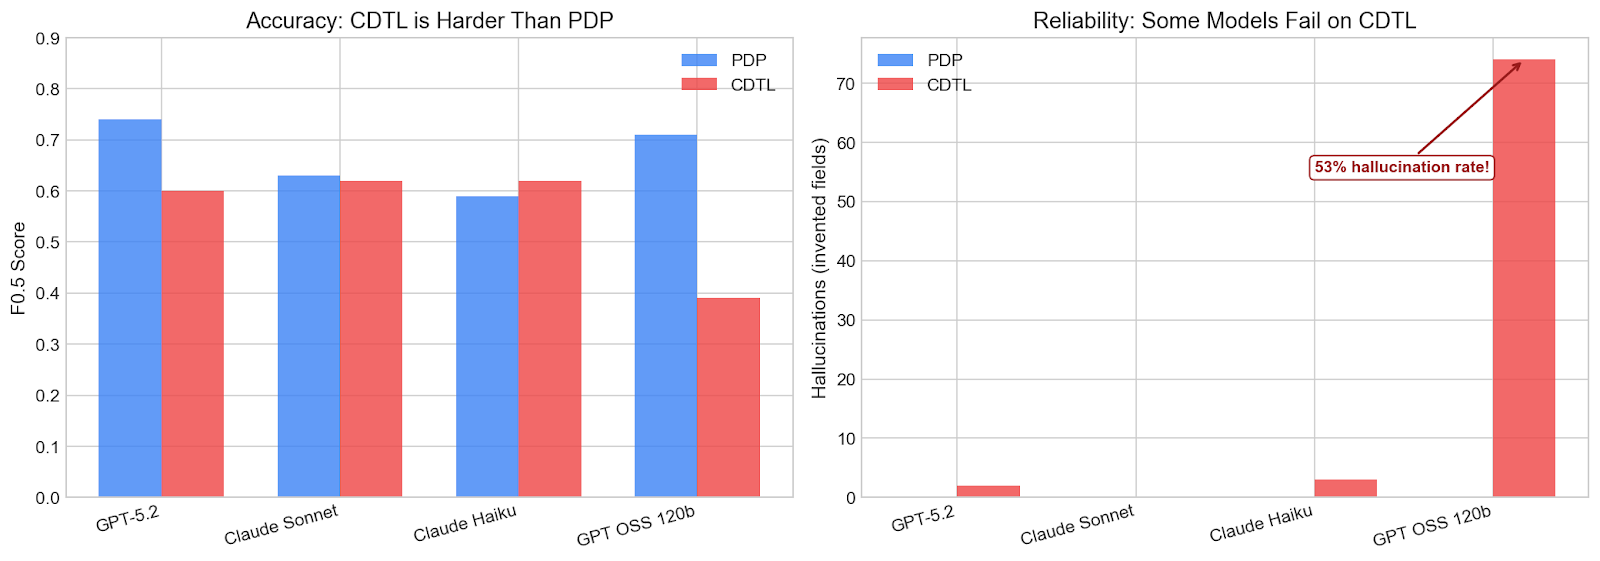 Accuracy: CDTL is Harder Than PDP
F0.5 Score
0.9
0.8
0.7
0.6
0.5
0.4
0.3
0.2
0.1
0.0
PDP
CDTL
GPT-5.2
Claude Sonnet
Claude Haiku
GPT OSS 120b
Reliability: Some Models Fail on CDTL
Hallucinations (invented fields)
70
60
50
40
30
20
10
0
PDP
CDTL
53% hallucination rate!
GPT-5.2
Claude Sonnet
Claude Haiku
GPT OSS 120b